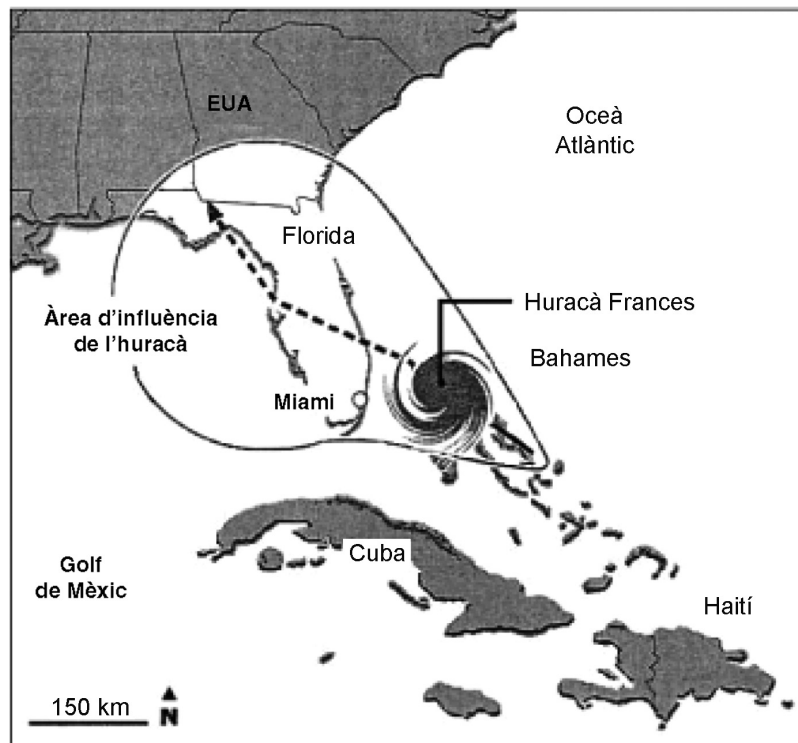 EUA
Oceà
Atlàntic
Florida
Huracà Frances
Àrea d'influència
de l'huracà
Bahames
Miami
Cuba
Golf
de Mèxic
Haití
150 km
N